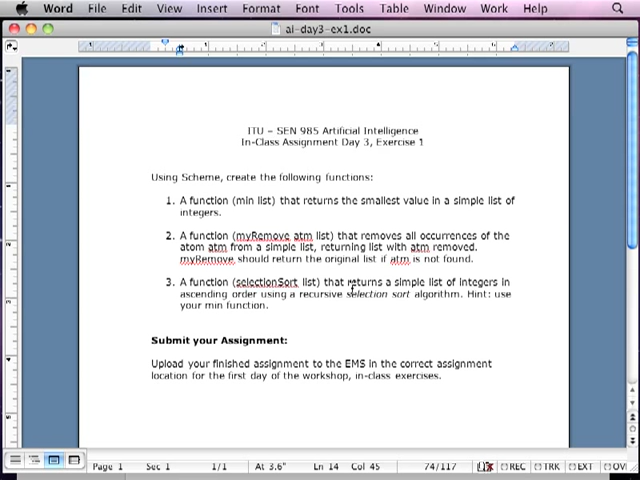 Word File Edit View Insert Format Font Tools Table Window Work Help
al-day3-ex1.doc
ITU – SEN 985 Artificial Intelligence
In-Class Assignment Day 3, Exercise 1
Using Scheme, create the following functions:
1. A function (min list) that returns the smallest value in a simple list of
integers.
2. A function (myRemove atm list) that removes all occurrences of the
atom atm from a simple list, returning list with atm removed.
myRemove should return the original list if atm is not found.
3. A function (selectionSort list) that returns a simple list of integers in
ascending order using a recursive selection sort algorithm. Hint: use
your min function.
Submit your Assignment:
Upload your finished assignment to the EMS in the correct assignment
location for the first day of the workshop, in-class exercises.
Page 1 Sec 1 1/1 At 3.6" Ln 14 Col 45 74/117 REC TRK EXT OV